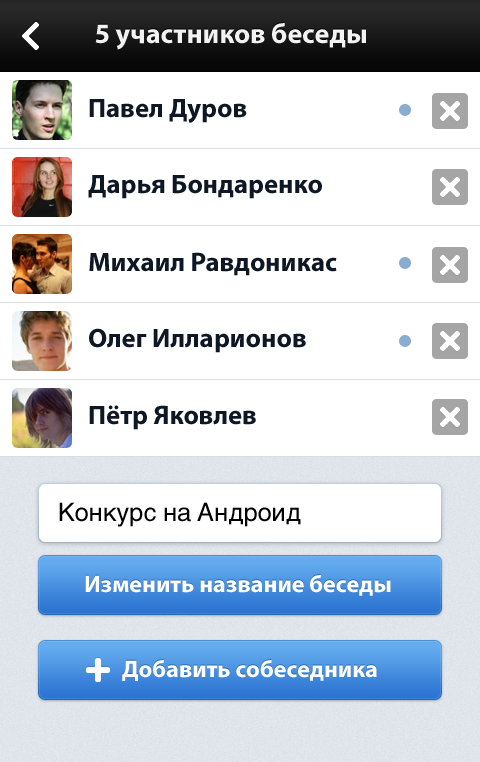 5 участников беседы
Павел Дуров
Дарья Бондаренко
Михаил Равдоникас
Олег Илларионов
Пётр Яковлев
Конкурс на Андроид
Изменить название беседы
Добавить собеседника